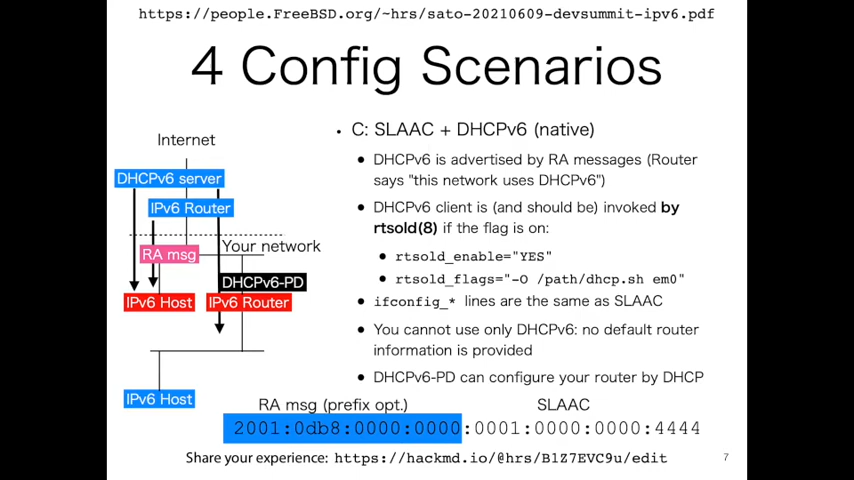 https://people.FreeBSD.org/~hrs/sato-20210609-devsummit-ipv6.pdf
4 Config Scenarios
Internet
DHCPv6 server
IPv6 Router
Your network
RA msg
DHCPv6-PD
IPv6 Host
IPv6 Router
IPv6 Host
• C: SLAAC + DHCPv6 (native)
• DHCPv6 is advertised by RA messages (Router
says "this network uses DHCPv6")
• DHCPv6 client is (and should be) invoked by
rtsold(8) if the flag is on:
• rtsold_enable="YES"
• rtsold_flags="-O /path/dhcp.sh em0"
• ifconfig_* lines are the same as SLAAC
• You cannot use only DHCPv6: no default router
information is provided
• DHCPv6-PD can configure your router by DHCP
RA msg (prefix opt.)
SLAAC
2001:0db8:0000:0000:0001:0000:0000:4444
Share your experience: https://hackmd.io/@hrs/B1Z7EVC9u/edit
7